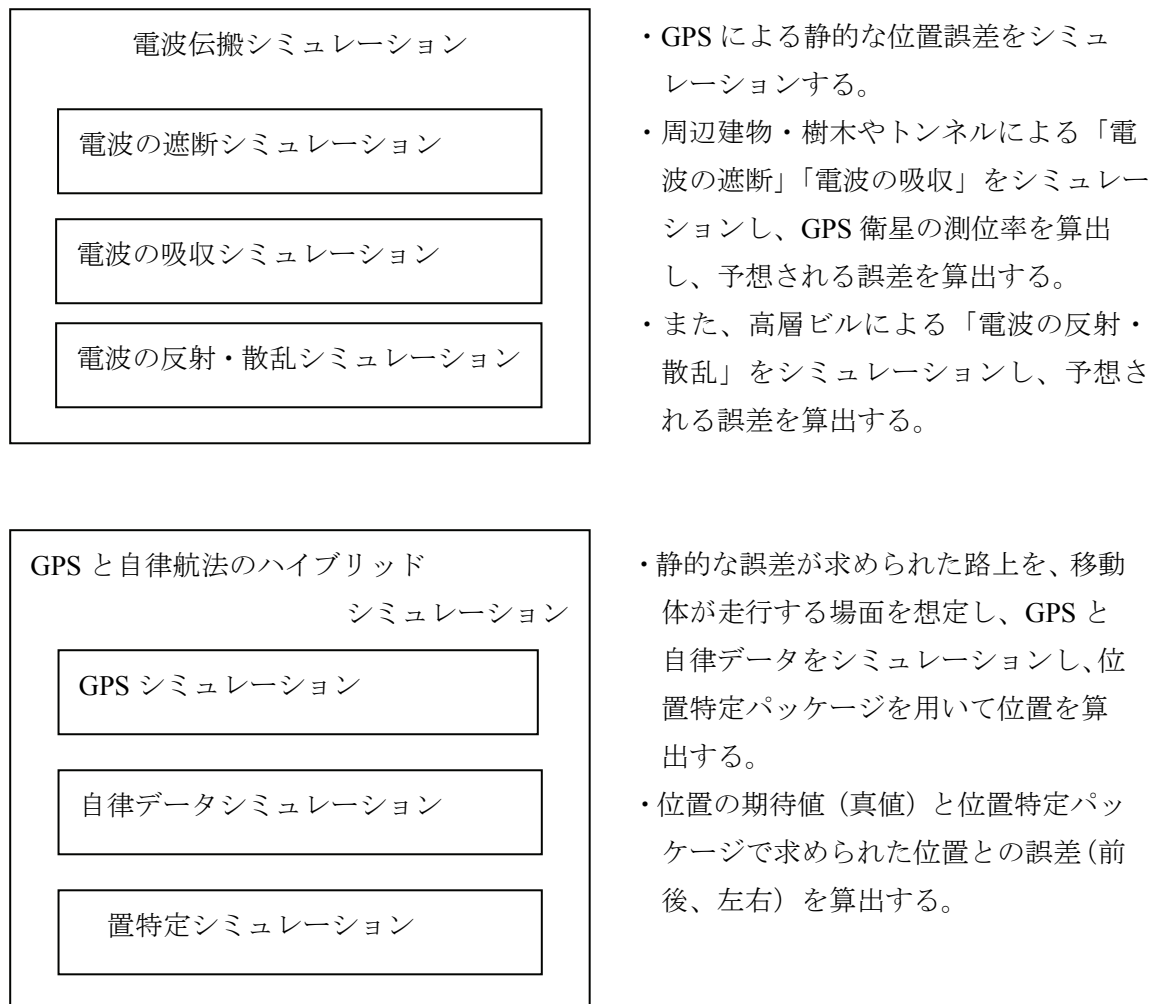 電波伝搬シミュレーション
電波の遮断シミュレーション
電波の吸収シミュレーション
電波の反射・散乱シミュレーション
・GPS による静的な位置誤差をシミュ
レーションする。
・周辺建物・樹木やトンネルによる「電
波の遮断」「電波の吸収」をシミュレー
ションし、GPS 衛星の測位率を算出
し、予想される誤差を算出する。
・また、高層ビルによる「電波の反射・
散乱」をシミュレーションし、予想さ
れる誤差を算出する。
GPS と自律航法のハイブリッド
シミュレーション
GPS シミュレーション
自律データシミュレーション
置特定シミュレーション
・静的な誤差が求められた路上を、移動
体が走行する場面を想定し、GPS と
自律データをシミュレーションし、位
置特定パッケージを用いて位置を算
出する。
・位置の期待値（真値）と位置特定パッ
ケージで求められた位置との誤差（前
後、左右）を算出する。